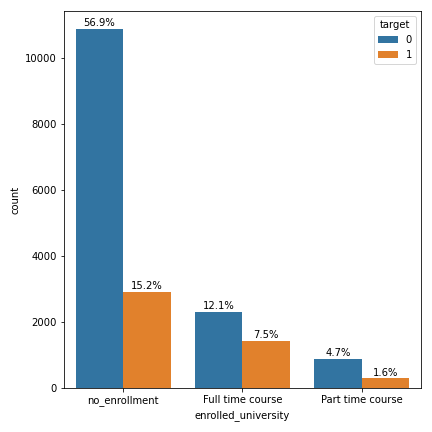 56.9%
target
0
1
10000
8000
count
6000
4000
15.2%
12.1%
7.5%
2000
4.7%
1.6%
0
no_enrollment
Full time course
Part time course
enrolled_university